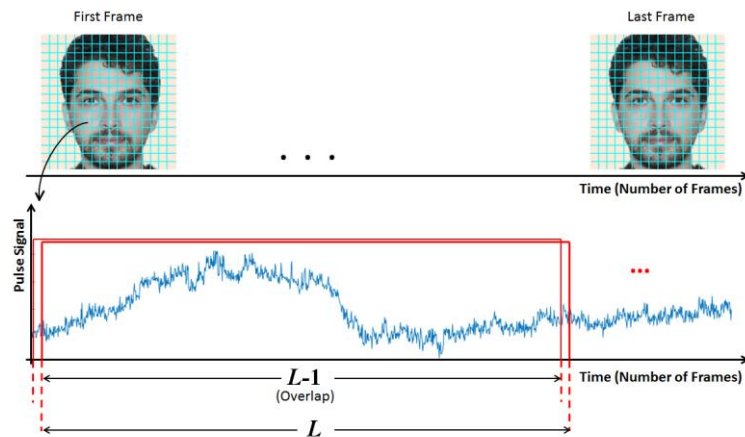 First Frame
Last Frame
. . .
Time (Number of Frames)
Pulse Signal
...
L-1
(Overlap)
Time (Number of Frames)
L